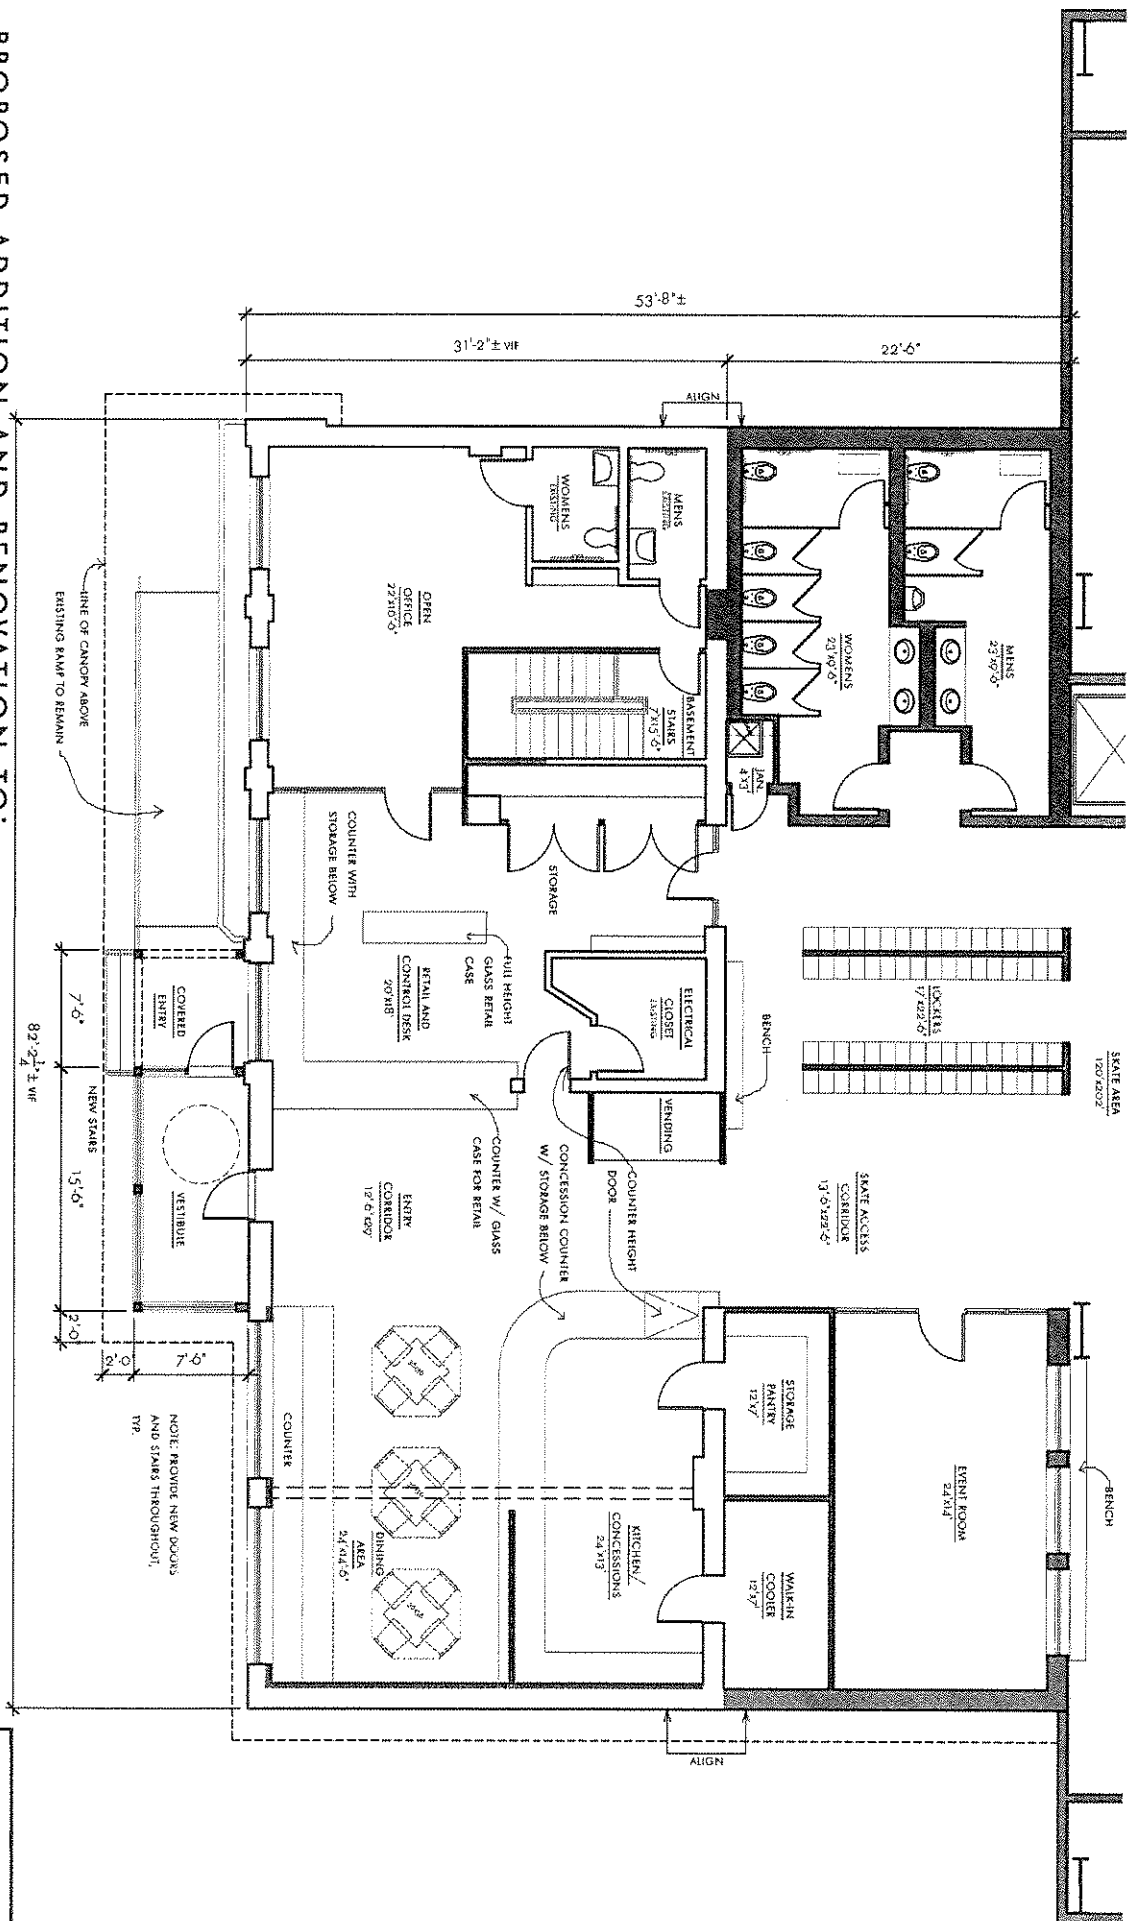 PROPOSED ADDITION AND RENOVATION TO:
SKATE AREA
120'x202'
BENCH
LOCKERS
17'x22'-6"
SKATE ACCESS
CORRIDOR
13'-6"x22'-6"
EVENT ROOM
24'x14'
MENS
23'x9'-6"
WOMENS
23'x9'-6"
JAN.
4'x3'
22'-6"
53'-8"±
31'-2"± VIF
ALIGN
ALIGN
BENCH
STORAGE
PANTRY
12'x7'
WALK-IN
COOLER
12'x7'
MENS
EXISTING
WOMENS
EXISTING
BASEMENT
STAIRS
7'x15'-6"
STORAGE
ELECTRICAL
CLOSET
EXISTING
VENDING
COUNTER HEIGHT
DOOR
CONCESSION COUNTER
W/ STORAGE BELOW
KITCHEN/
CONCESSIONS
24'x13'
OPEN
OFFICE
22'x18'-6"
COUNTER WITH
STORAGE BELOW
FULL HEIGHT
GLASS RETAIL
CASE
RETAIL AND
CONTROL DESK
20'x18'
COUNTER W/ GLASS
CASE FOR RETAIL
ENTRY
CORRIDOR
12'-6"x29'
DINING
AREA
24'x14'-6"
COUNTER
LINE OF CANOPY ABOVE
EXISTING RAMP TO REMAIN
COVERED
ENTRY
VESTIBULE
NEW STAIRS
NOTE: PROVIDE NEW DOORS
AND STAIRS THROUGHOUT,
TYP.
7'-6"
15'-6"
2'-0"
2'-0"
7'-6"
82'-2 1/4"± VIF